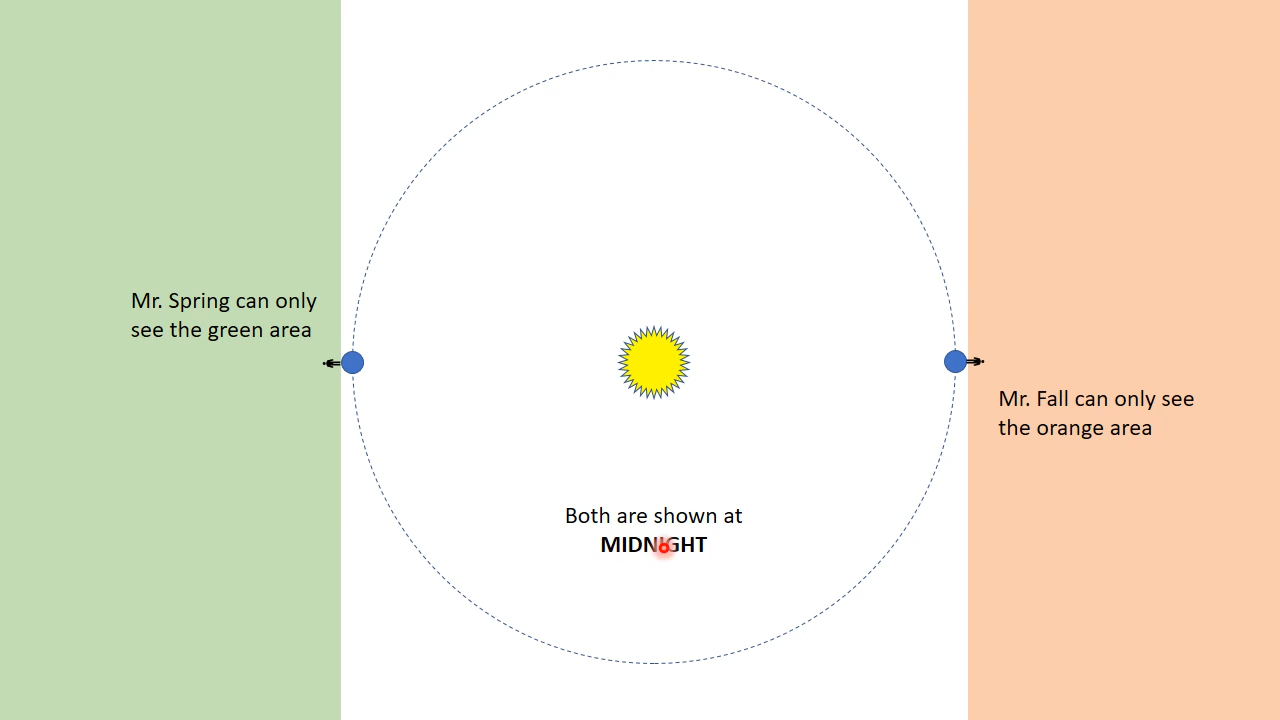 Mr. Spring can only
see the green area
Mr. Fall can only see
the orange area
Both are shown at
MIDNIGHT